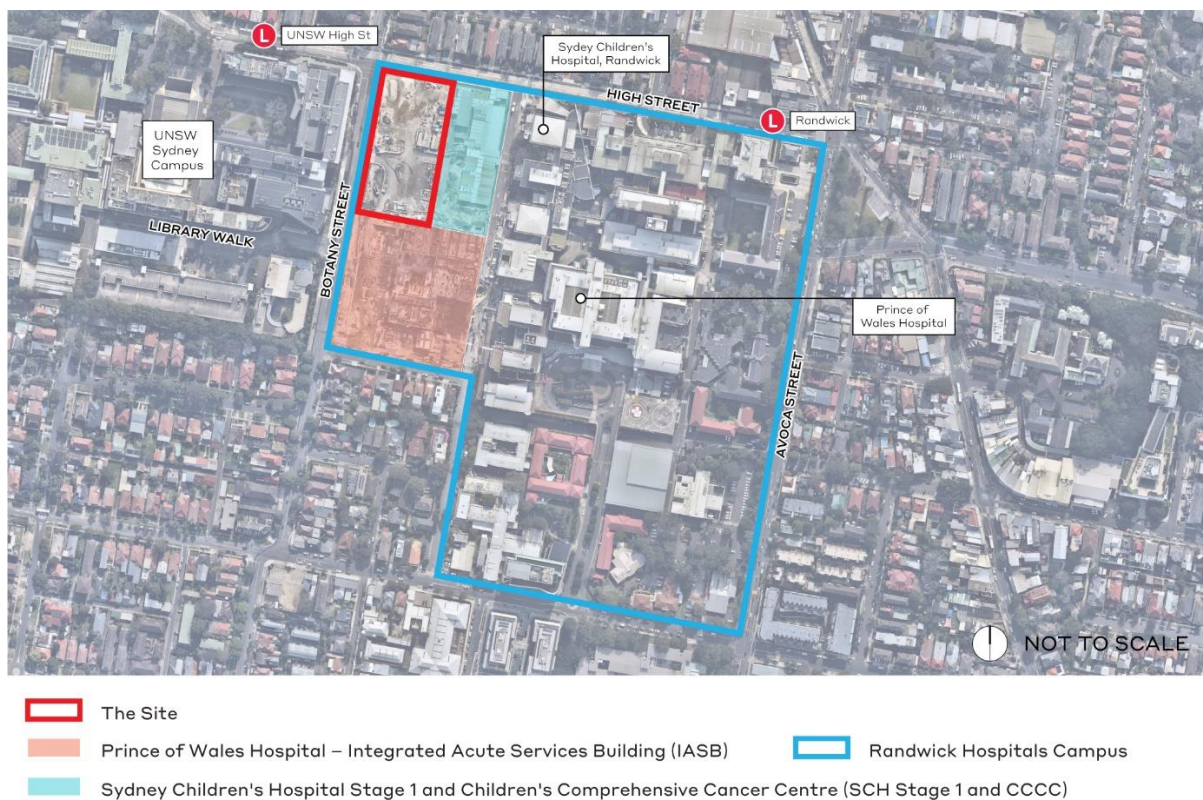 L UNSW High St
Sydey Children's
Hospital, Randwick
HIGH STREET
L Randwick
UNSW
Sydney
Campus
LIBRARY WALK
BOTANY STREET
Prince of
Wales Hospital
AVOCA STREET
NOT TO SCALE
The Site
Prince of Wales Hospital – Integrated Acute Services Building (IASB)
Randwick Hospitals Campus
Sydney Children's Hospital Stage 1 and Children's Comprehensive Cancer Centre (SCH Stage 1 and CCCC)